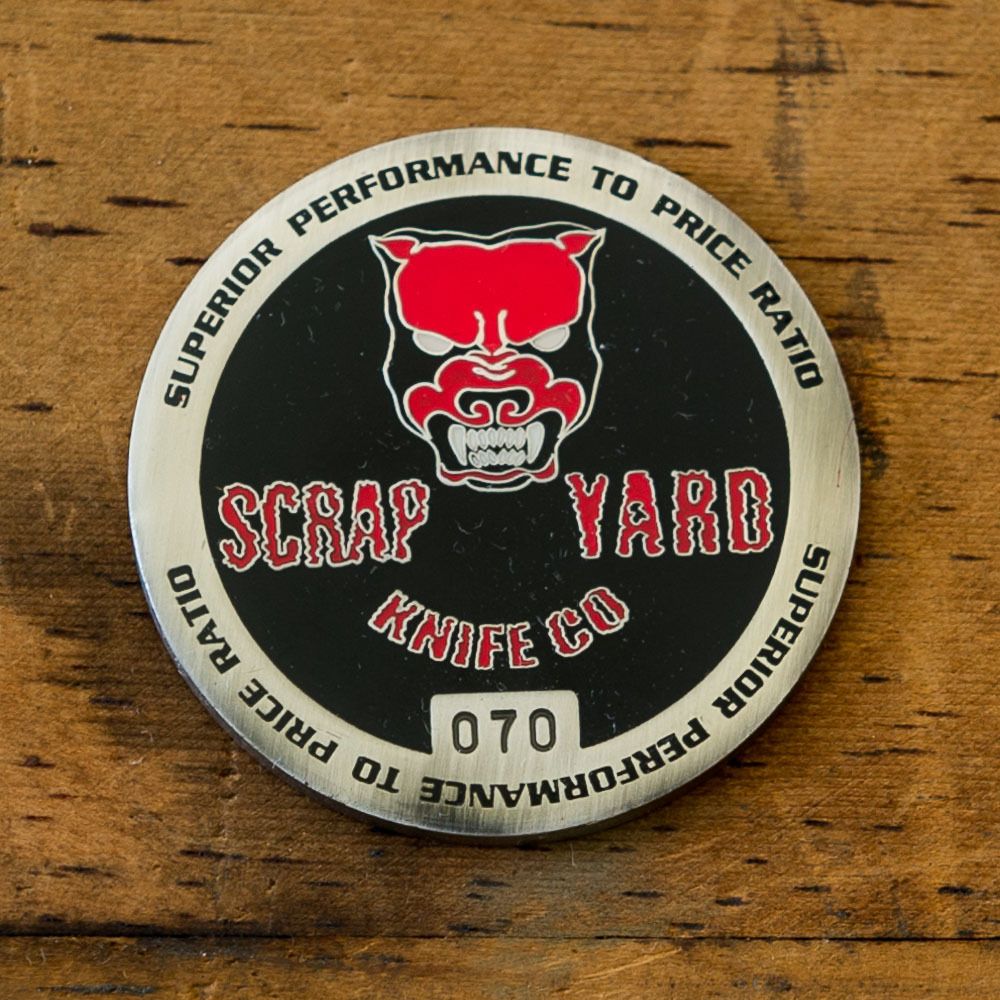 SUPERIOR PERFORMANCE TO PRICE RATIO
SCRAP YARD
KNIFE CO
070
SUPERIOR PERFORMANCE TO PRICE RATIO